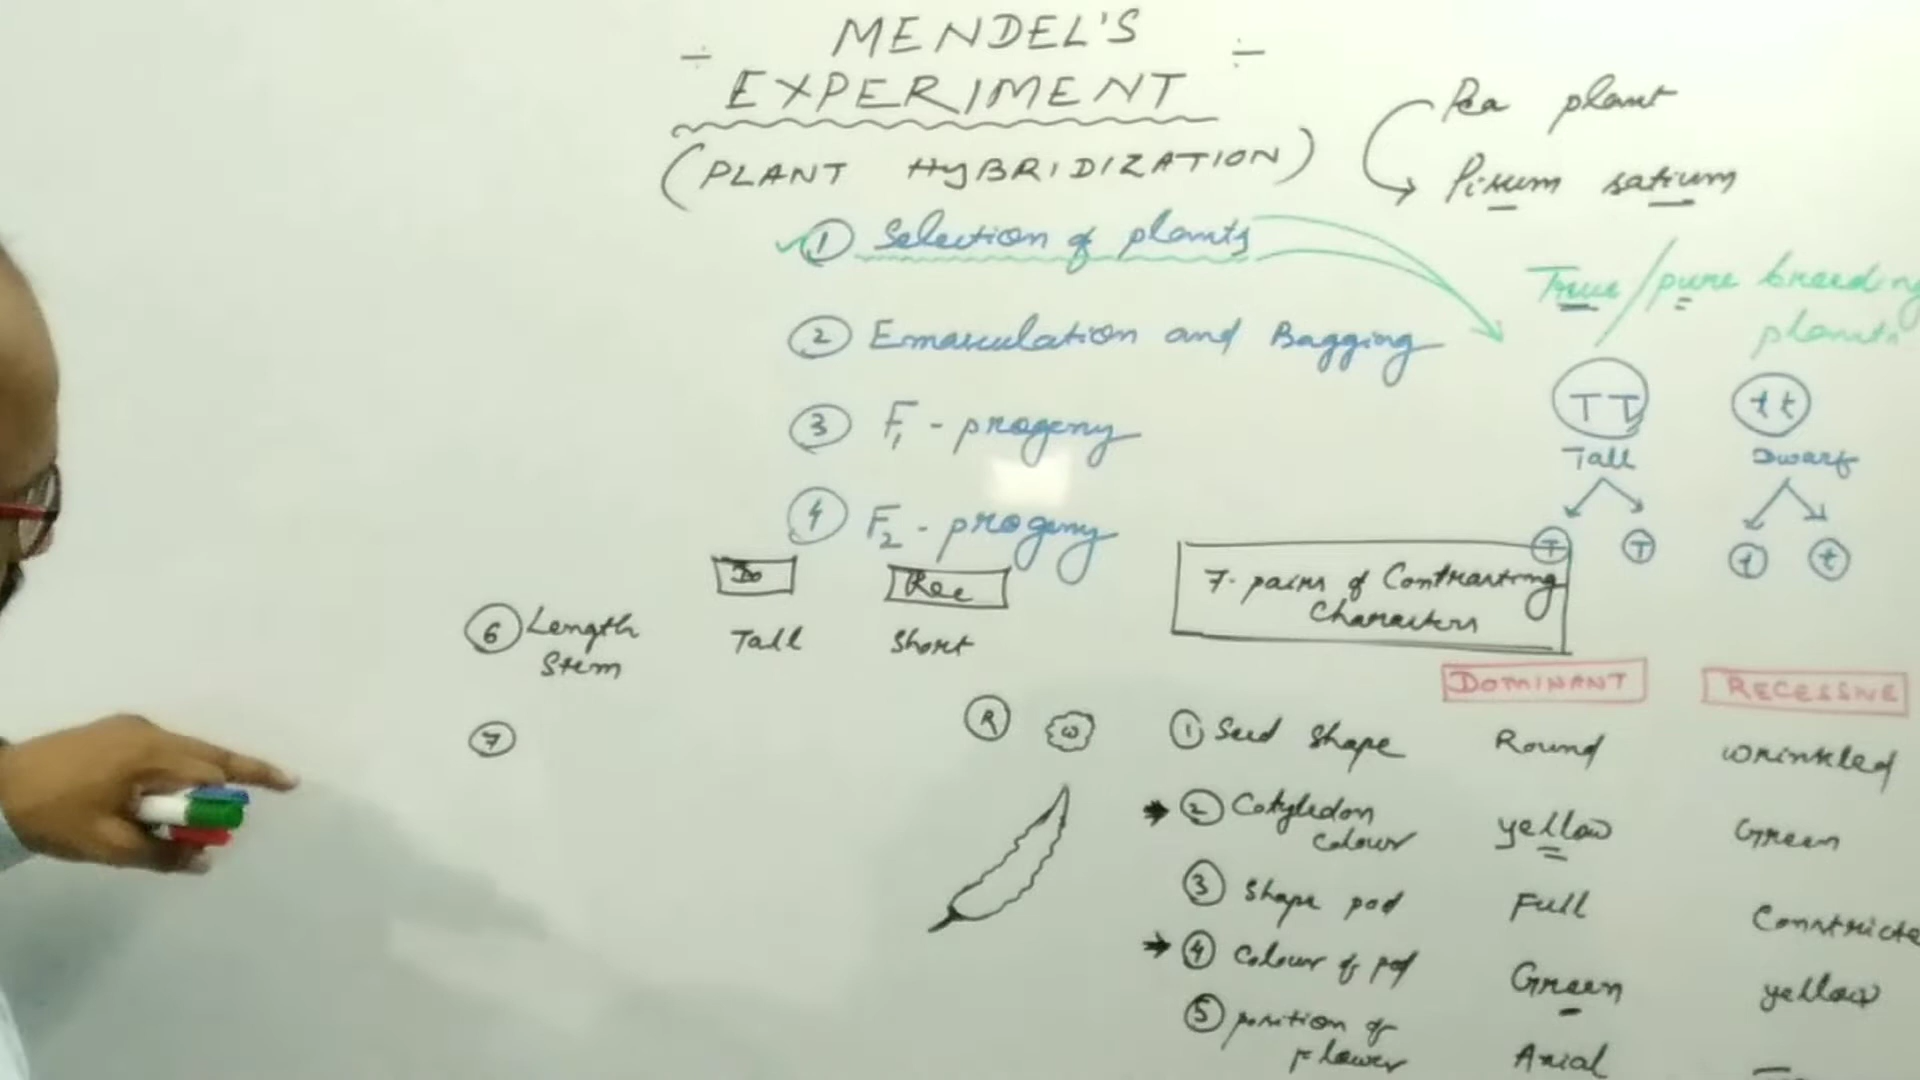 ÷ MENDEL'S ÷
EXPERIMENT
(PLANT HYBRIDIZATION)
Pea plant
Pisum sativum
① Selection of plants
True/pure breeding
plants
② Emasculation and Bagging
③ F₁ - progeny
④ F₂ - progeny
TT
tt
Tall
Dwarf
T
T
t
t
7- pairs of Contrasting
Characters
Do
Rec
⑥ Length
Stem
Tall
Short
⑦
DOMINANT
RECESSIVE
R
W
① Seed shape
Round
wrinkled
② Cotyledon
colour
yellow
Green
③ shape pod
Full
Constricte
④ Colour of pod
Green
yellow
⑤ position of
flower
Axial